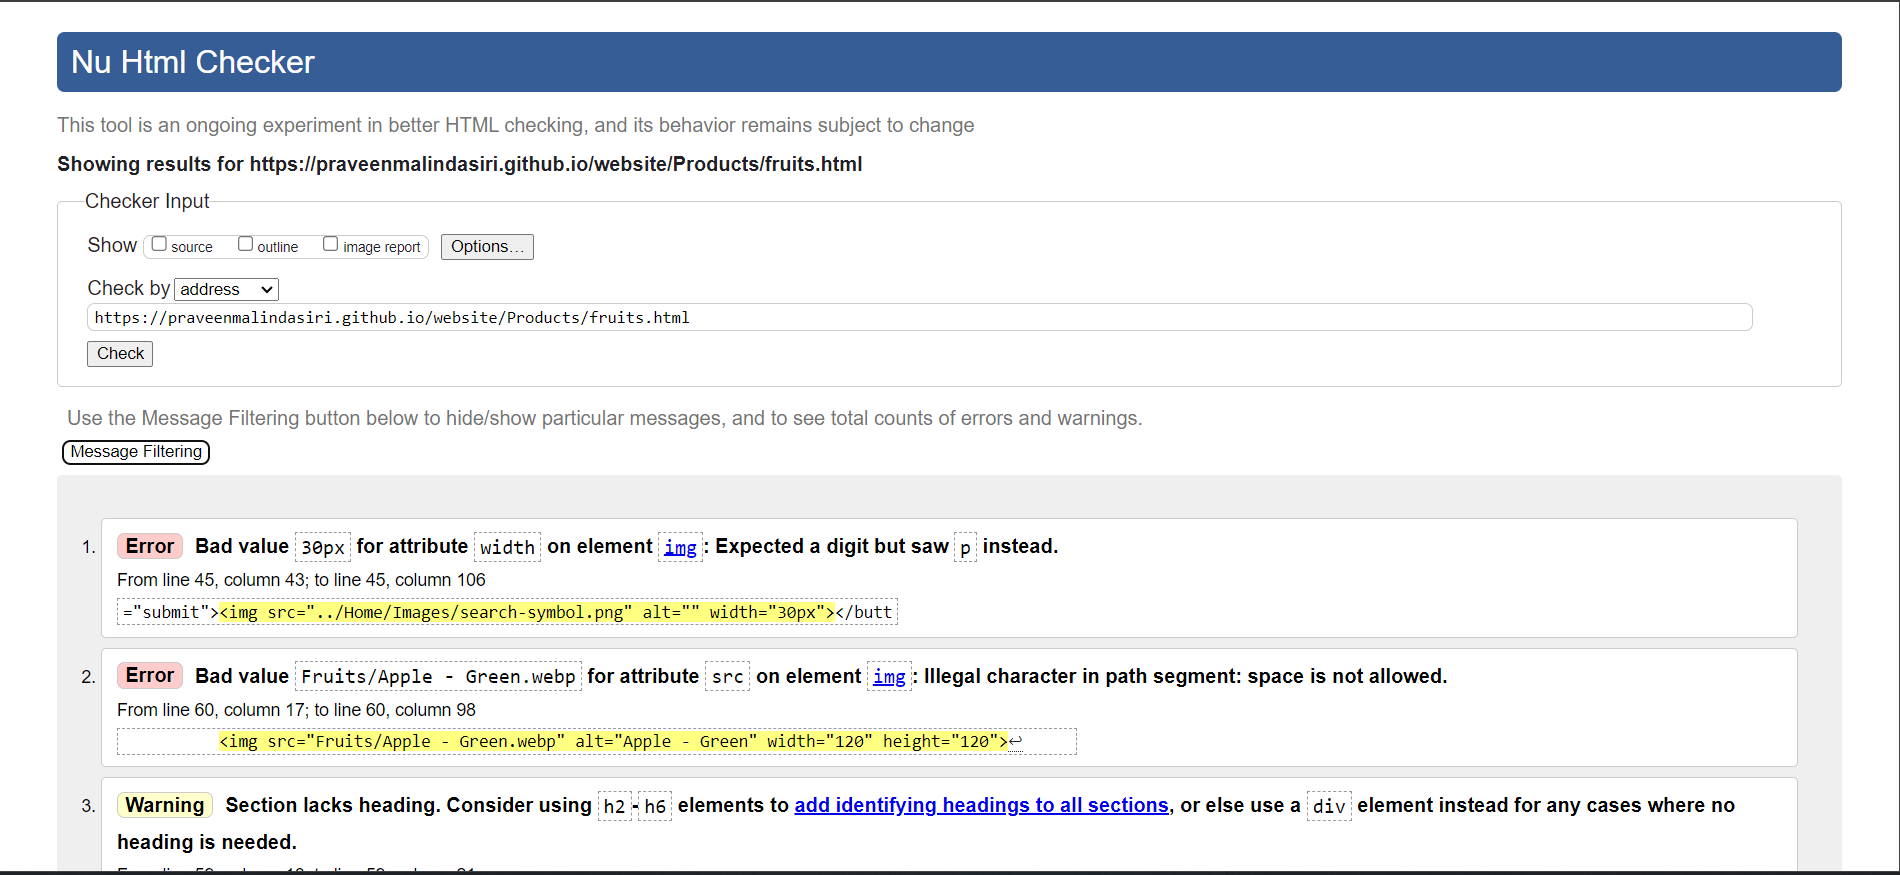 Nu Html Checker
This tool is an ongoing experiment in better HTML checking, and its behavior remains subject to change
Showing results for https://praveenmalindasiri.github.io/website/Products/fruits.html
Checker Input
Show source outline image report Options...
Check by address
https://praveenmalindasiri.github.io/website/Products/fruits.html
Check
Use the Message Filtering button below to hide/show particular messages, and to see total counts of errors and warnings.
Message Filtering
1. Error Bad value 30px for attribute width on element img: Expected a digit but saw p instead.
From line 45, column 43; to line 45, column 106
="submit"><img src="../Home/Images/search-symbol.png" alt="" width="30px"></butt
2. Error Bad value Fruits/Apple - Green.webp for attribute src on element img: Illegal character in path segment: space is not allowed.
From line 60, column 17; to line 60, column 98
<img src="Fruits/Apple - Green.webp" alt="Apple - Green" width="120" height="120">↩
3. Warning Section lacks heading. Consider using h2-h6 elements to add identifying headings to all sections, or else use a div element instead for any cases where no
heading is needed.